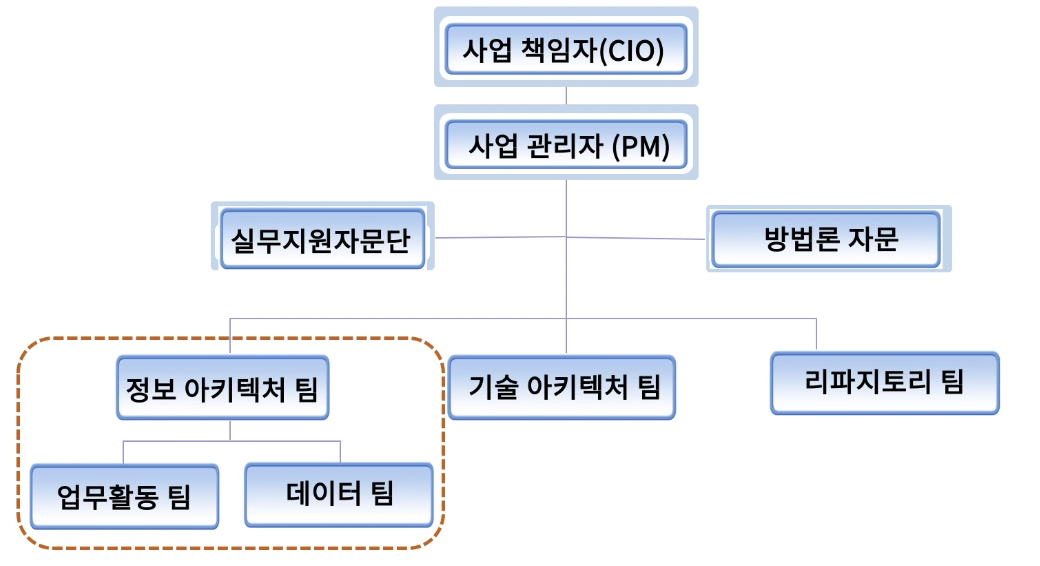 사업 책임자(CIO)
사업 관리자 (PM)
실무지원자문단
방법론 자문
정보 아키텍처 팀
기술 아키텍처 팀
리파지토리 팀
업무활동 팀
데이터 팀